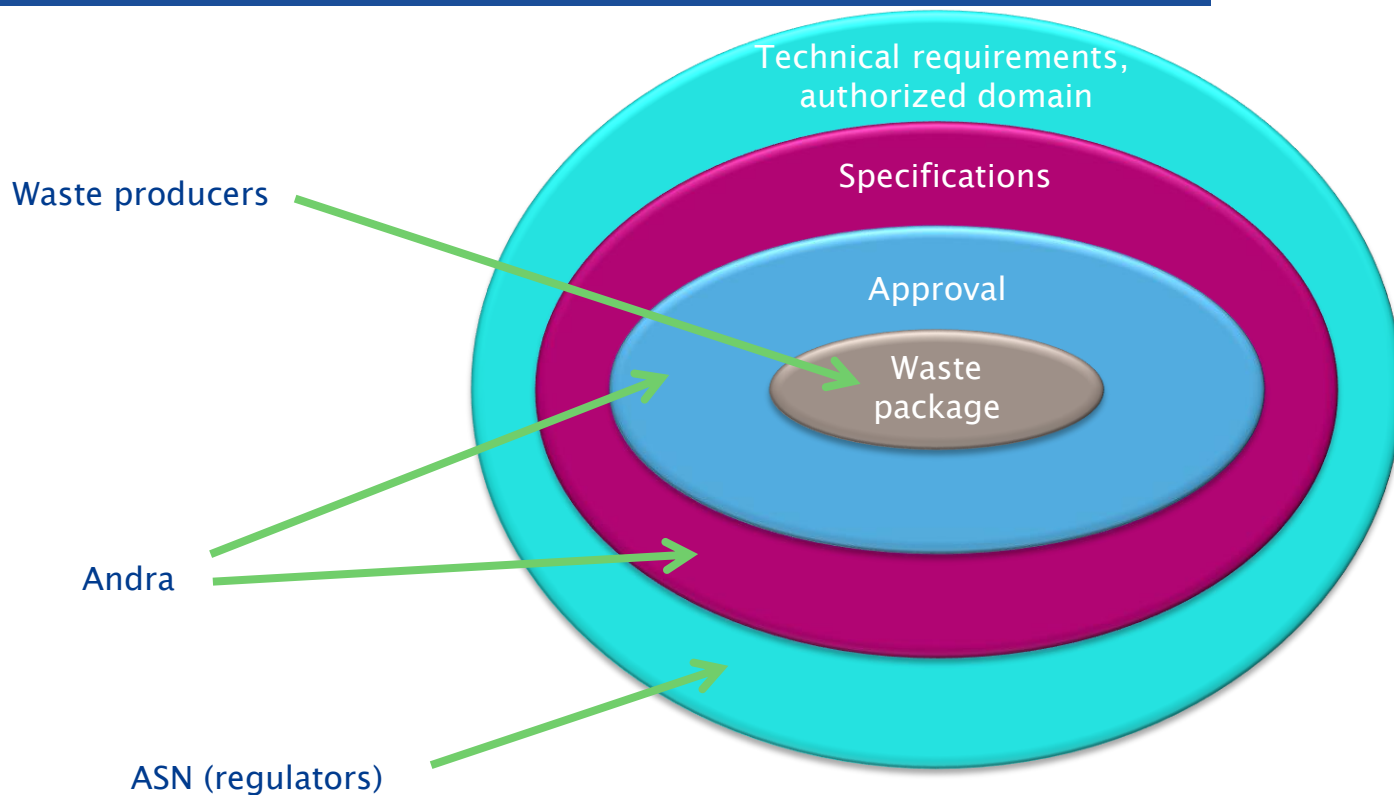 Technical requirements,
authorized domain
Specifications
Waste producers
Approval
Waste
package
Andra
ASN (regulators)